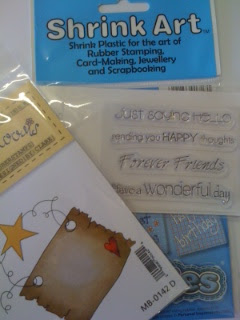 Shrink Art™
Shrink Plastic for the art of
Rubber Stamping,
Card-Making, Jewellery
and Scrapbooking
Just saying hello
sending you HAPPY thoughts
Forever Friends
Have a wonderful day
MB-0142 D